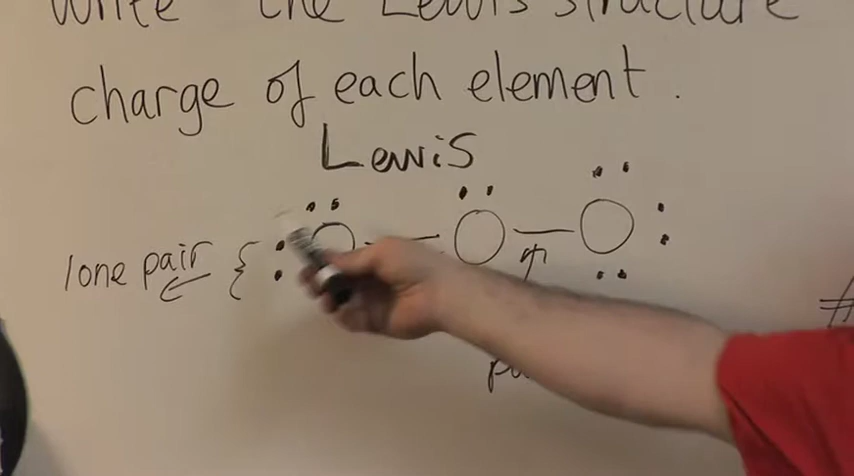 Write the Lewis structure
charge of each element.
Lewis
O O O
lone pair {
#